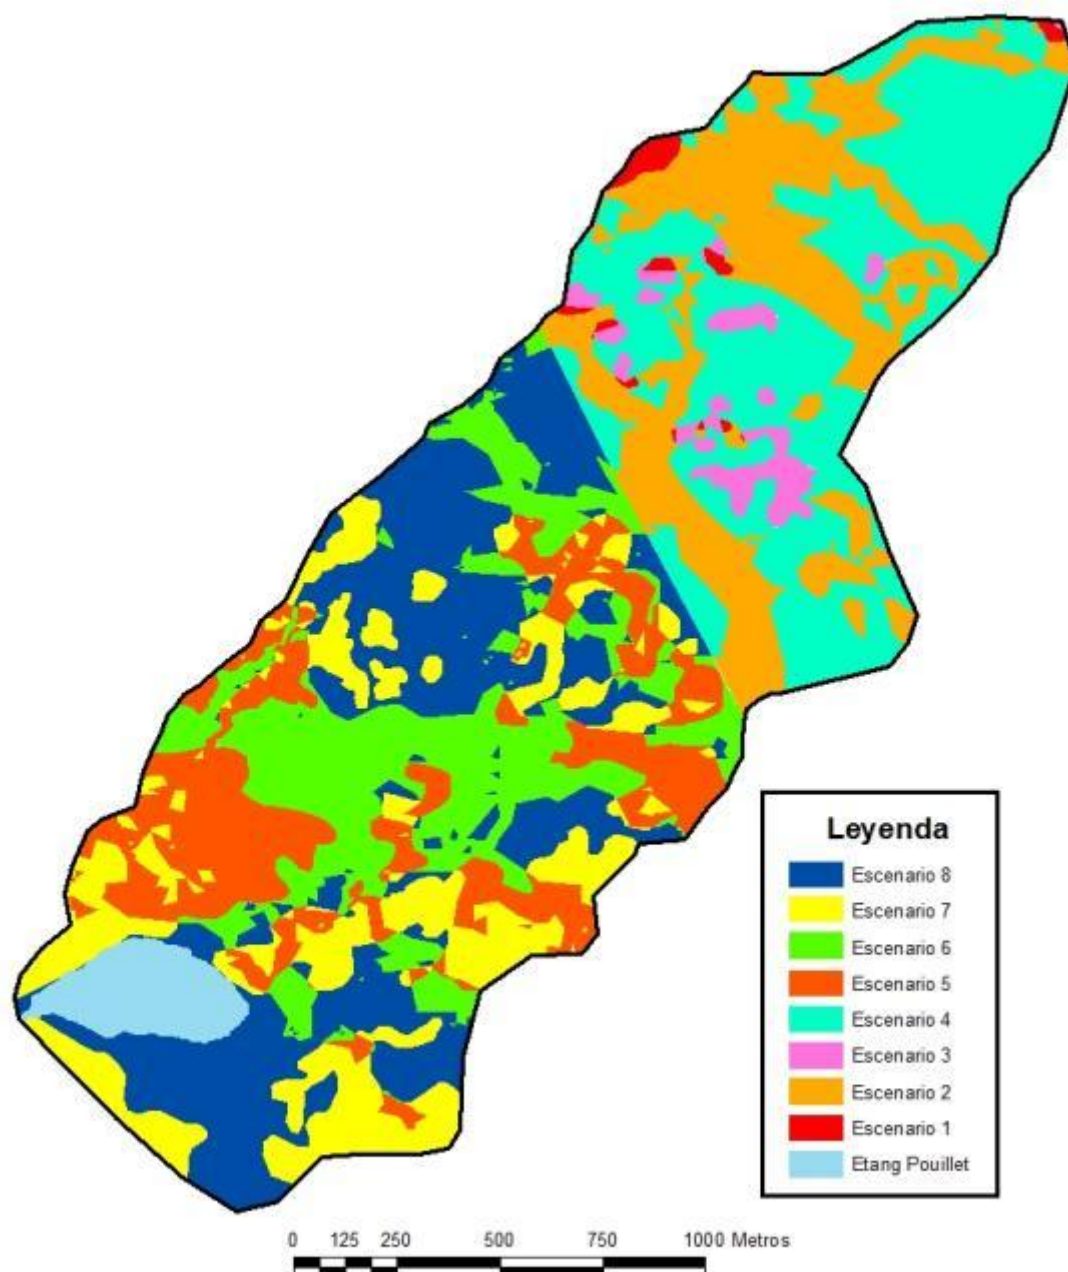 Leyenda
Escenario 8
Escenario 7
Escenario 6
Escenario 5
Escenario 4
Escenario 3
Escenario 2
Escenario 1
Etang Pouillet
0 125 250 500 750 1000 Metros